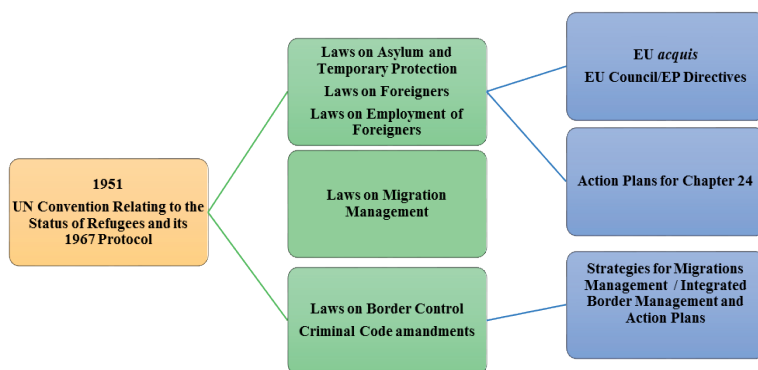 1951
UN Convention Relating to the
Status of Refugees and its
1967 Protocol
Laws on Asylum and
Temporary Protection
Laws on Foreigners
Laws on Employment of
Foreigners
Laws on Migration
Management
Laws on Border Control
Criminal Code amandments
EU acquis
EU Council/EP Directives
Action Plans for Chapter 24
Strategies for Migrations
Management / Integrated
Border Management and
Action Plans